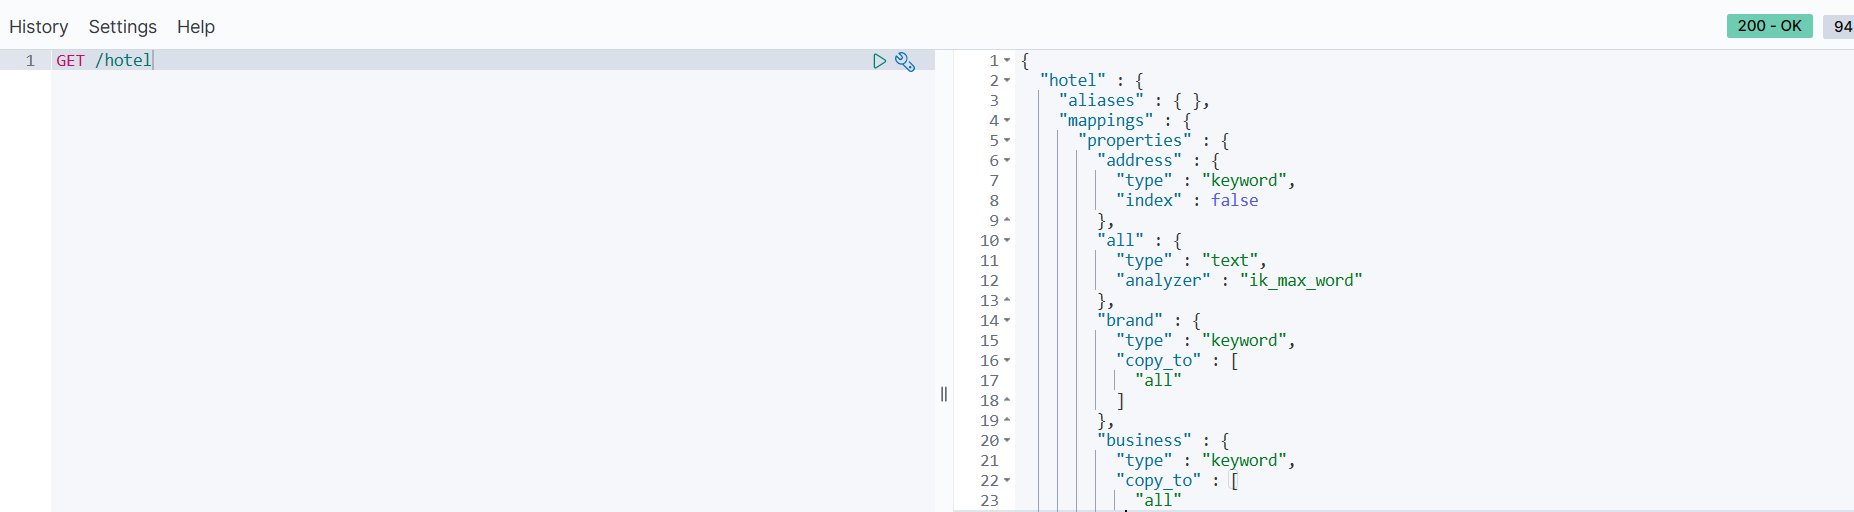 History Settings Help
200 - OK
94
1 GET /hotel
1 {
2 "hotel" : {
3 "aliases" : { },
4 "mappings" : {
5 "properties" : {
6 "address" : {
7 "type" : "keyword",
8 "index" : false
9 },
10 "all" : {
11 "type" : "text",
12 "analyzer" : "ik_max_word"
13 },
14 "brand" : {
15 "type" : "keyword",
16 "copy_to" : [
17 "all"
18 ]
19 },
20 "business" : {
21 "type" : "keyword",
22 "copy_to" : [
23 "all"